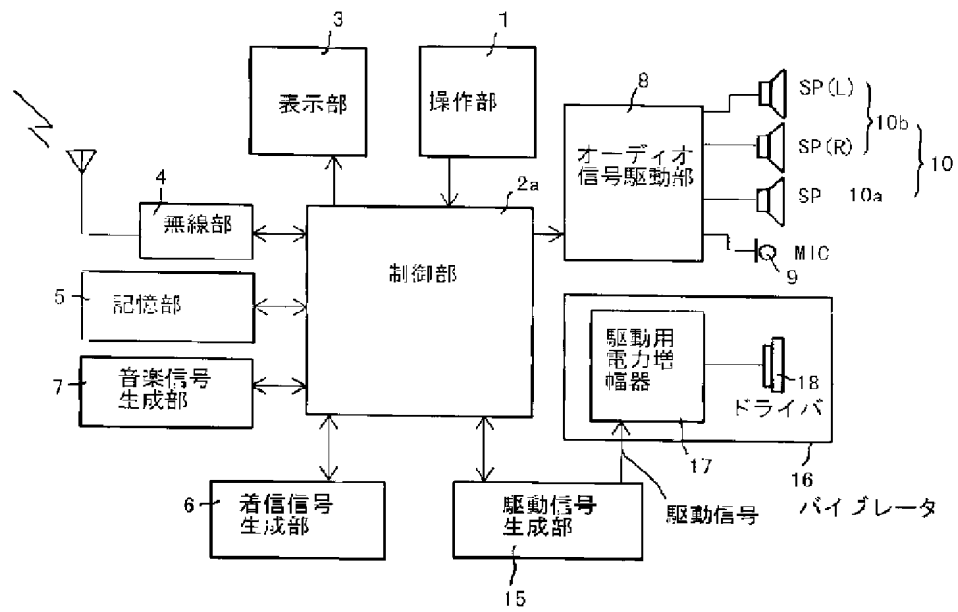 3
1
表示部
操作部
8
SP(L)
オーディオ
信号駆動部
SP(R)
10b
10
SP
10a
MIC
9
2a
制御部
4
無線部
5
記憶部
7
音楽信号
生成部
駆動用
電力増
幅器
18
ドライバ
17
16
バイブレータ
6
着信信号
生成部
駆動信号
生成部
駆動信号
15